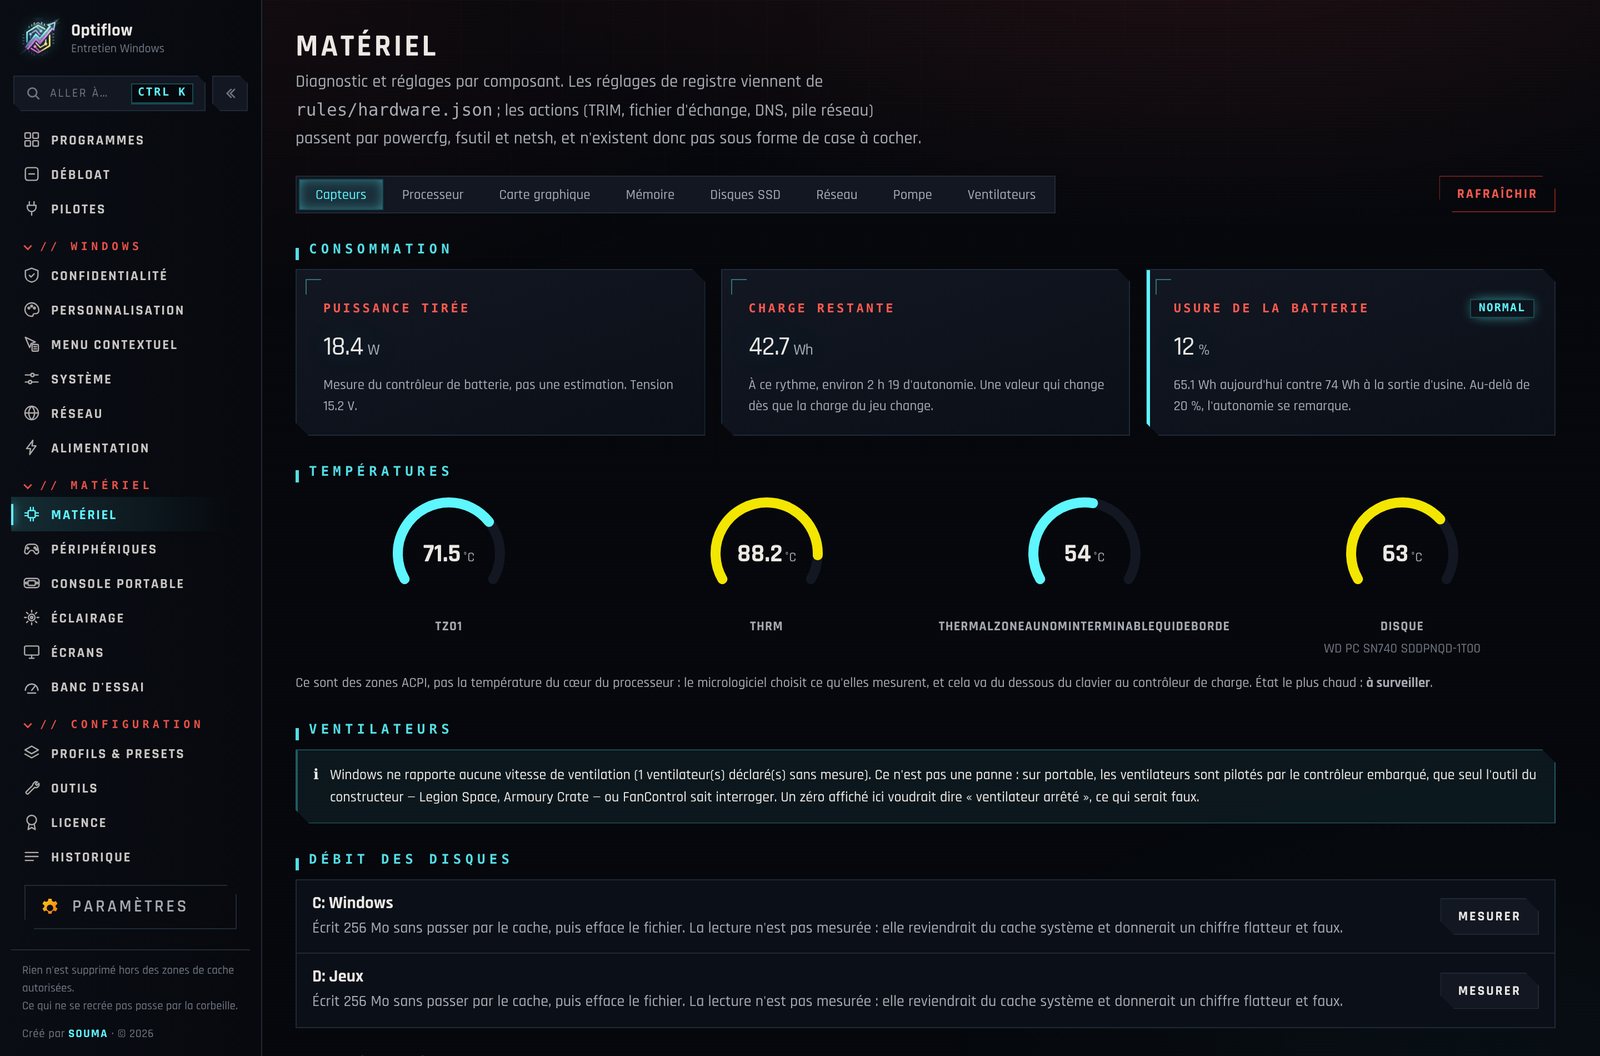 Optiflow
Entretien Windows
ALLER À…
CTRL K
PROGRAMMES
DÉBLOAT
PILOTES
// WINDOWS
CONFIDENTIALITÉ
PERSONNALISATION
MENU CONTEXTUEL
SYSTÈME
RÉSEAU
ALIMENTATION
// MATÉRIEL
MATÉRIEL
PÉRIPHÉRIQUES
CONSOLE PORTABLE
ÉCLAIRAGE
ÉCRANS
BANC D'ESSAI
// CONFIGURATION
PROFILS & PRESETS
OUTILS
LICENCE
HISTORIQUE
PARAMÈTRES
Rien n'est supprimé hors des zones de cache
autorisées.
Ce qui ne se recrée pas passe par la corbeille.
Créé par SOUMA · © 2026
MATÉRIEL
Diagnostic et réglages par composant. Les réglages de registre viennent de
rules/hardware.json ; les actions (TRIM, fichier d'échange, DNS, pile réseau)
passent par powercfg, fsutil et netsh, et n'existent donc pas sous forme de case à cocher.
Capteurs Processeur Carte graphique Mémoire Disques SSD Réseau Pompe Ventilateurs
RAFRAÎCHIR
CONSOMMATION
PUISSANCE TIRÉE
18.4 W
Mesure du contrôleur de batterie, pas une estimation. Tension
15.2 V.
CHARGE RESTANTE
42.7 Wh
À ce rythme, environ 2 h 19 d'autonomie. Une valeur qui change
dès que la charge du jeu change.
USURE DE LA BATTERIE
NORMAL
12 %
65.1 Wh aujourd'hui contre 74 Wh à la sortie d'usine. Au-delà de
20 %, l'autonomie se remarque.
TEMPÉRATURES
71.5 °C
TZ01
88.2 °C
THRM
54 °C
THERMALZONEAUNOMINTERMINABLEQUIDEBORDE
63 °C
DISQUE
WD PC SN740 SDDPNQD-1T00
Ce sont des zones ACPI, pas la température du cœur du processeur : le micrologiciel choisit ce qu'elles mesurent, et cela va du dessous du clavier au contrôleur de charge. État le plus chaud : à surveiller.
VENTILATEURS
Windows ne rapporte aucune vitesse de ventilation (1 ventilateur(s) déclaré(s) sans mesure). Ce n'est pas une panne : sur portable, les ventilateurs sont pilotés par le contrôleur embarqué, que seul l'outil du
constructeur — Legion Space, Armoury Crate — ou FanControl sait interroger. Un zéro affiché ici voudrait dire « ventilateur arrêté », ce qui serait faux.
DÉBIT DES DISQUES
C: Windows
Écrit 256 Mo sans passer par le cache, puis efface le fichier. La lecture n'est pas mesurée : elle reviendrait du cache système et donnerait un chiffre flatteur et faux.
MESURER
D: Jeux
Écrit 256 Mo sans passer par le cache, puis efface le fichier. La lecture n'est pas mesurée : elle reviendrait du cache système et donnerait un chiffre flatteur et faux.
MESURER